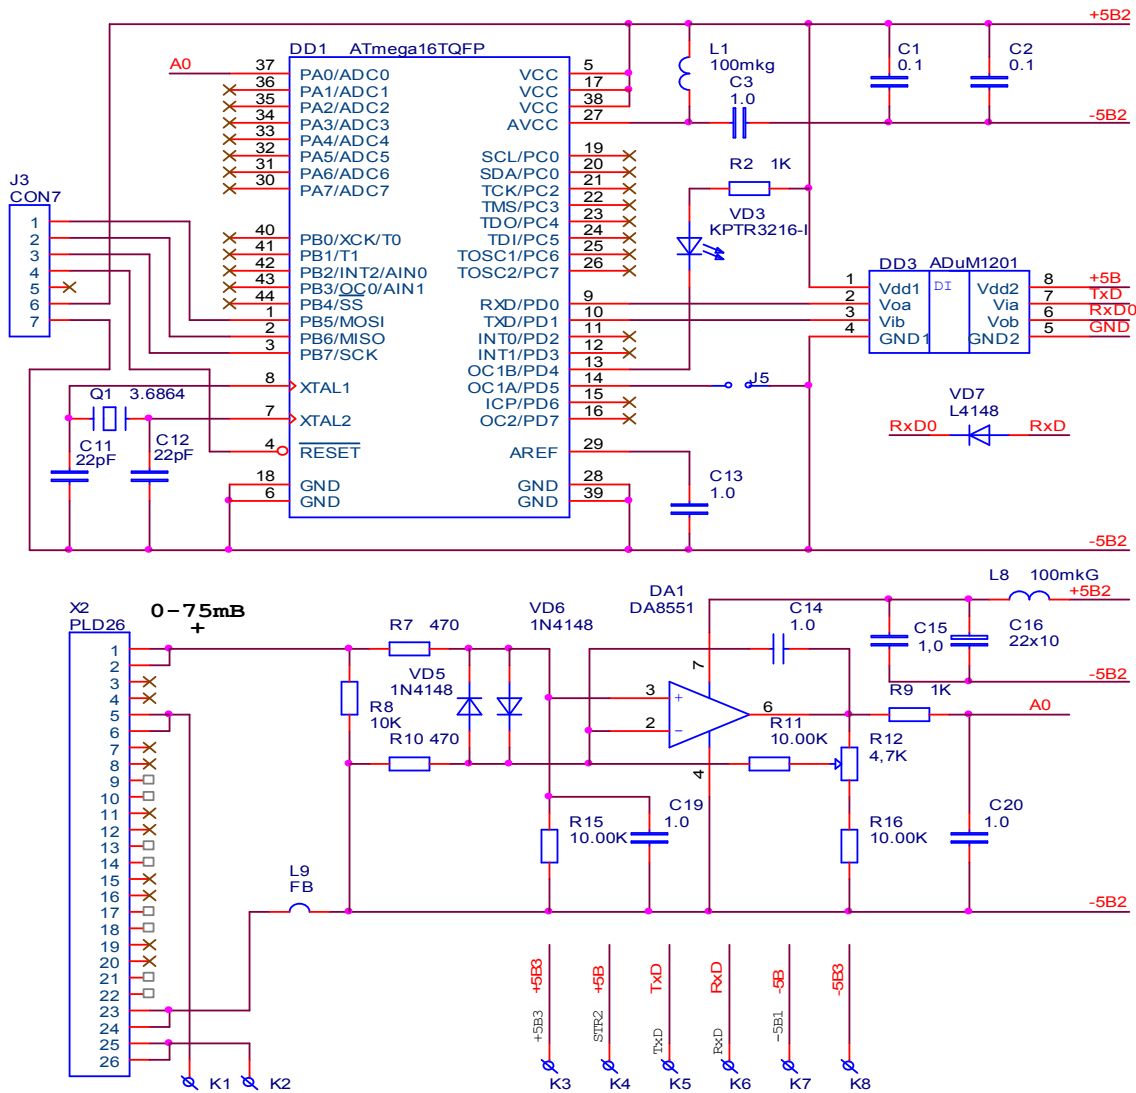 +5B2
DD1 ATmega16TQFP
L1
100mkg
C3
1.0
C1
0.1
C2
0.1
-5B2
A0
37 PA0/ADC0
36 PA1/ADC1
35 PA2/ADC2
34 PA3/ADC3
33 PA4/ADC4
32 PA5/ADC5
31 PA6/ADC6
30 PA7/ADC7
40 PB0/XCK/T0
41 PB1/T1
42 PB2/INT2/AIN0
43 PB3/OC0/AIN1
44 PB4/SS
1 PB5/MOSI
2 PB6/MISO
3 PB7/SCK
8 XTAL1
7 XTAL2
4 RESET
18 GND
6 GND
VCC 5
VCC 17
VCC 38
AVCC 27
SCL/PC0 19
SDA/PC0 20
TCK/PC2 21
TMS/PC3 22
TDO/PC4 23
TDI/PC5 24
TOSC1/PC6 25
TOSC2/PC7 26
RXD/PD0 9
TXD/PD1 10
INT0/PD2 11
INT1/PD3 12
OC1B/PD4 13
OC1A/PD5 14
ICP/PD6 15
OC2/PD7 16
AREF 29
GND 28
GND 39
J3
CON7
1
2
3
4
5
6
7
Q1 3.6864
C11
22pF
C12
22pF
R2 1K
VD3
KPTR3216-I
DD3 ADuM1201
DI
1 Vdd1 Vdd2 8 +5B
2 Voa Via 7 TxD
3 Vib Vob 6 RxD0
4 GND1 GND2 5 GND
J5
VD7
L4148
RxD0 RxD
C13
1.0
-5B2
X2
PLD26
0-75mB
+
1
2
3
4
5
6
7
8
9
10
11
12
13
14
15
16
17
18
19
20
21
22
23
24
25
26
R7 470
VD6
1N4148
VD5
1N4148
R8
10K
R10 470
DA1
DA8551
C14
1.0
7
3 +
2 −
6
4
L8 100mkG
+5B2
C15
1,0
C16
22x10
-5B2
R9 1K
A0
R11
10.00K
R12
4,7K
R15
10.00K
C19
1.0
R16
10.00K
C20
1.0
L9
FB
-5B2
+5B3
+5B
TxD
RxD
-5B
-5B3
+5B3
STR2
TxD
RxD
-5B1
K1
K2
K3
K4
K5
K6
K7
K8